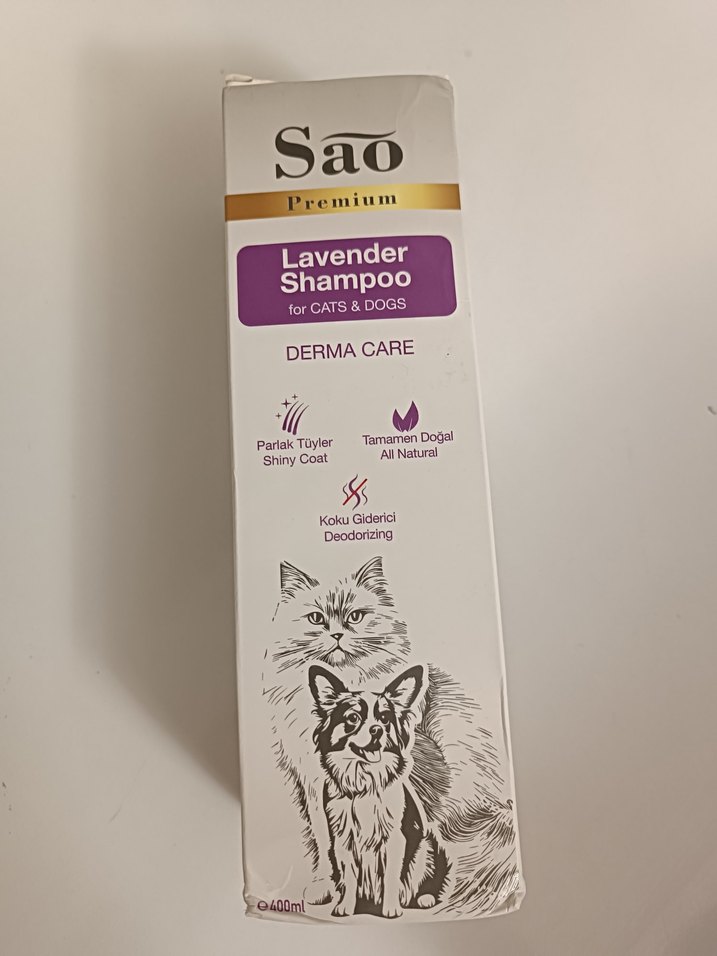 Sao
Premium
Lavender
Shampoo
for CATS & DOGS
DERMA CARE
Parlak Tüyler
Shiny Coat
Tamamen Doğal
All Natural
Koku Giderici
Deodorizing
℮400ml